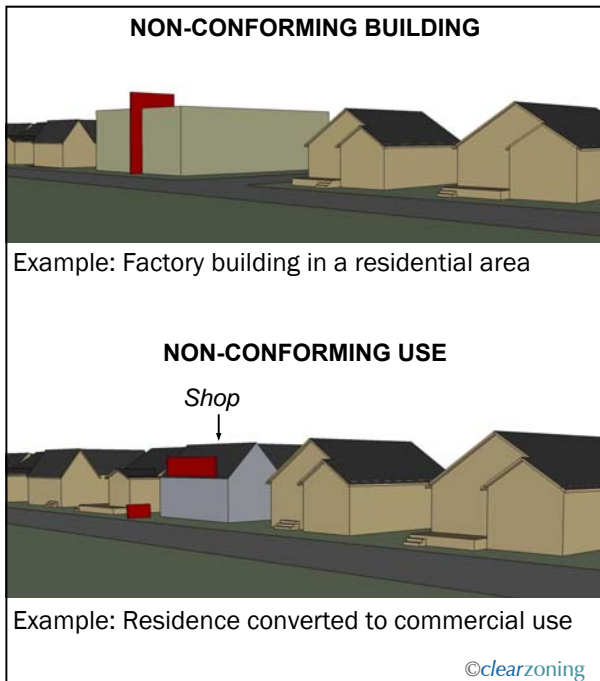 NON-CONFORMING BUILDING
Example: Factory building in a residential area
NON-CONFORMING USE
Shop
Example: Residence converted to commercial use
©clearzoning